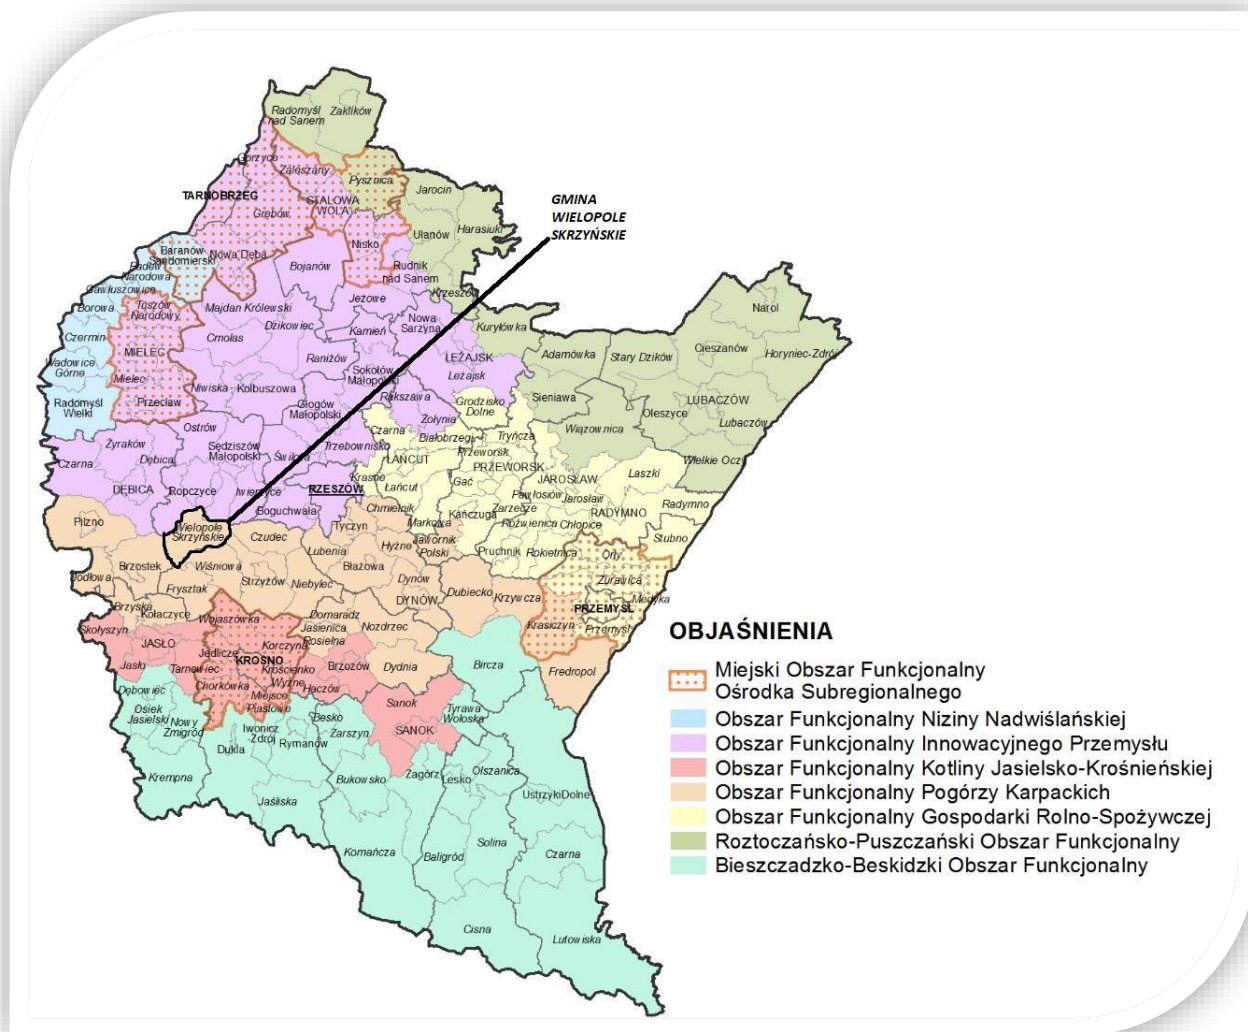 Radomyśl
nad Sanem
Zaklików
Gorzyce
Zaleszany
Pysznica
TARNOBRZEG
STALOWA
WOLA
Jarocin
GMINA
WIELOPOLE
SKRZYŃSKIE
Grębów
Ulanów
Harasiuki
Nisko
Baranów
Sandomierski
Nowa Dęba
Bojanów
Rudnik
nad Sanem
Padew
Narodowa
Gawłuszowice
Krzeszów
Borowa
Tuszów
Narodowy
Majdan Królewski
Jeżowe
Narol
Czermin
Cmolas
Dzikowiec
Kamień
Nowa
Sarzyna
Kuryłówka
Cieszanów
Horyniec-Zdrój
Wadowice
Górne
MIELEC
Raniżów
LEŻAJSK
Adamówka
Stary Dzików
Mielec
Niwiska
Kolbuszowa
Sokołów
Małopolski
Leżajsk
Radomyśl
Wielki
Przecław
Głogów
Małopolski
Rakszawa
Grodzisko
Dolne
Sieniawa
Oleszyce
LUBACZÓW
Lubaczów
Żołynia
Ostrów
Czarna
Białobrzegi
Tryńcza
Wiązownica
Żyraków
Sędziszów
Małopolski
Świlcza
Trzebownisko
Przeworsk
Wielkie Oczy
Czarna
Dębica
ŁAŃCUT
PRZEWORSK
JAROSŁAW
Laszki
DĘBICA
Ropczyce
Iwierzyce
RZESZÓW
Krasne
Łańcut
Gać
Pawłosiów
Jarosław
Boguchwała
Chmielnik
Kańczuga
Zarzecze
RADYMNO
Radymno
Pilzno
Wielopole
Skrzyńskie
Czudec
Tyczyn
Markowa
Roźwienica
Chłopice
Stubno
Lubenia
Hyżne
Jawornik
Polski
Pruchnik
Rokietnica
Orły
Brzostek
Wiśniowa
Błażowa
Żurawica
Jodłowa
Frysztak
Strzyżów
Niebylec
Dynów
DYNÓW
Dubiecko
Krzywcza
Medyka
Brzyska
Kołaczyce
Wojaszówka
Domaradz
Jasienica
Rosielna
Nozdrzec
PRZEMYŚL
Krasiczyn
Przemyśl
OBJAŚNIENIA
Skołyszyn
JASŁO
Jedlicze
Korczyna
Jasło
Tarnowiec
KROSNO
Krościenko
Wyżne
Brzozów
Dydnia
Bircza
Fredropol
Miejski Obszar Funkcjonalny
Ośrodka Subregionalnego
Dębowiec
Chorkówka
Miejsce
Piastowe
Haczów
Sanok
Osiek
Jasielski
Nowy
Żmigród
Iwonicz
-Zdrój
Besko
Tyrawa
Wołoska
Obszar Funkcjonalny Niziny Nadwiślańskiej
Dukla
Rymanów
Zarszyn
SANOK
Obszar Funkcjonalny Innowacyjnego Przemysłu
Krempna
Bukowsko
Zagórz
Lesko
Olszanica
Obszar Funkcjonalny Kotliny Jasielsko-Krośnieńskiej
Jaśliska
Ustrzyki Dolne
Obszar Funkcjonalny Pogórzy Karpackich
Obszar Funkcjonalny Gospodarki Rolno-Spożywczej
Roztoczańsko-Puszczański Obszar Funkcjonalny
Komańcza
Baligród
Solina
Czarna
Bieszczadzko-Beskidzki Obszar Funkcjonalny
Cisna
Lutowiska